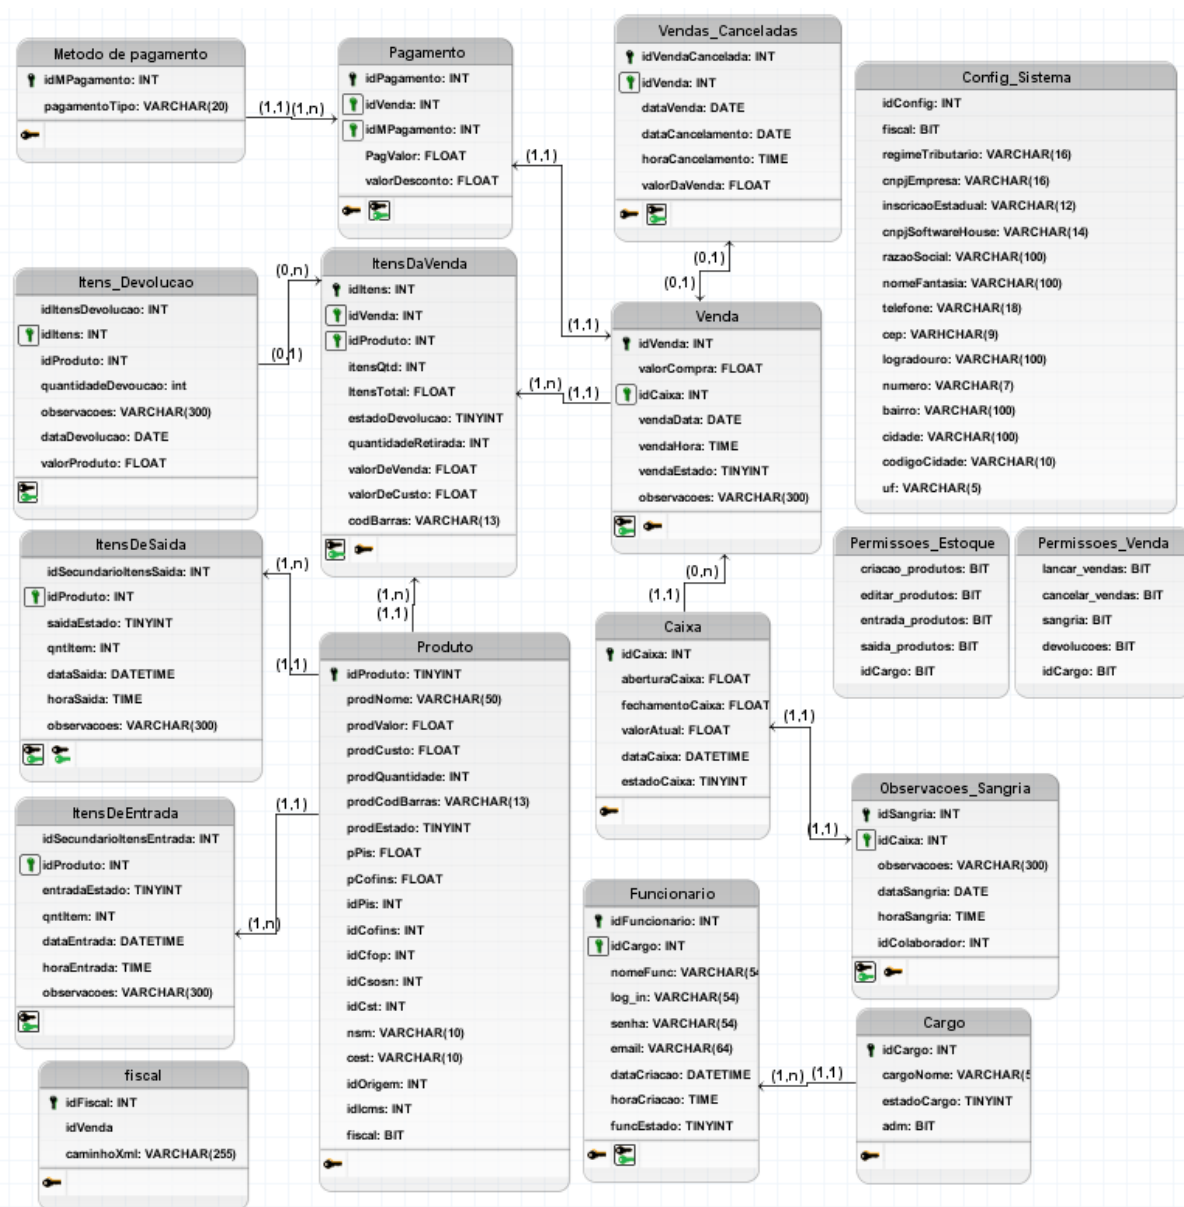 Metodo de pagamento
idMPagamento: INT
pagamentoTipo: VARCHAR(20)
(1,1)
(1,n)
Pagamento
idPagamento: INT
idVenda: INT
idMPagamento: INT
PagValor: FLOAT
valorDesconto: FLOAT
(1,1)
(1,1)
Vendas_Canceladas
idVendaCancelada: INT
idVenda: INT
dataVenda: DATE
dataCancelamento: DATE
horaCancelamento: TIME
valorDaVenda: FLOAT
(0,1)
(0,1)
Config_Sistema
idConfig: INT
fiscal: BIT
regimeTributario: VARCHAR(16)
cnpjEmpresa: VARCHAR(16)
inscricaoEstadual: VARCHAR(12)
cnpjSoftwareHouse: VARCHAR(14)
razaoSocial: VARCHAR(100)
nomeFantasia: VARCHAR(100)
telefone: VARCHAR(18)
cep: VARHCHAR(9)
logradouro: VARCHAR(100)
numero: VARCHAR(7)
bairro: VARCHAR(100)
cidade: VARCHAR(100)
codigoCidade: VARCHAR(10)
uf: VARCHAR(5)
Itens_Devolucao
idItensDevolucao: INT
idItens: INT
idProduto: INT
quantidadeDevoucao: int
observacoes: VARCHAR(300)
dataDevolucao: DATE
valorProduto: FLOAT
(0,n)
(0,1)
ItensDaVenda
idItens: INT
idVenda: INT
idProduto: INT
itensQtd: INT
ItensTotal: FLOAT
estadoDevolucao: TINYINT
quantidadeRetirada: INT
valorDeVenda: FLOAT
valorDeCusto: FLOAT
codBarras: VARCHAR(13)
(1,n)
(1,1)
Venda
idVenda: INT
valorCompra: FLOAT
idCaixa: INT
vendaData: DATE
vendaHora: TIME
vendaEstado: TINYINT
observacoes: VARCHAR(300)
(0,n)
(1,1)
ItensDeSaida
idSecundarioItensSaida: INT
idProduto: INT
saidaEstado: TINYINT
qntItem: INT
dataSaida: DATETIME
horaSaida: TIME
observacoes: VARCHAR(300)
(1,n)
(1,1)
(1,n)
(1,1)
Produto
idProduto: TINYINT
prodNome: VARCHAR(50)
prodValor: FLOAT
prodCusto: FLOAT
prodQuantidade: INT
prodCodBarras: VARCHAR(13)
prodEstado: TINYINT
pPis: FLOAT
pCofins: FLOAT
idPis: INT
idCofins: INT
idCfop: INT
idCsosn: INT
idCst: INT
nsm: VARCHAR(10)
cest: VARCHAR(10)
idOrigem: INT
idIcms: INT
fiscal: BIT
Caixa
idCaixa: INT
aberturaCaixa: FLOAT
fechamentoCaixa: FLOAT
valorAtual: FLOAT
dataCaixa: DATETIME
estadoCaixa: TINYINT
(1,1)
(1,1)
Permissoes_Estoque
criacao_produtos: BIT
editar_produtos: BIT
entrada_produtos: BIT
saida_produtos: BIT
idCargo: BIT
Permissoes_Venda
lancar_vendas: BIT
cancelar_vendas: BIT
sangria: BIT
devolucoes: BIT
idCargo: BIT
ItensDeEntrada
idSecundarioItensEntrada: INT
idProduto: INT
entradaEstado: TINYINT
qntItem: INT
dataEntrada: DATETIME
horaEntrada: TIME
observacoes: VARCHAR(300)
(1,1)
(1,n)
Observacoes_Sangria
idSangria: INT
idCaixa: INT
observacoes: VARCHAR(300)
dataSangria: DATE
horaSangria: TIME
idColaborador: INT
Funcionario
idFuncionario: INT
idCargo: INT
nomeFunc: VARCHAR(54
log_in: VARCHAR(54)
senha: VARCHAR(54)
email: VARCHAR(64)
dataCriacao: DATETIME
horaCriacao: TIME
funcEstado: TINYINT
(1,n)
(1,1)
Cargo
idCargo: INT
cargoNome: VARCHAR(5
estadoCargo: TINYINT
adm: BIT
fiscal
idFiscal: INT
idVenda
caminhoXml: VARCHAR(255)